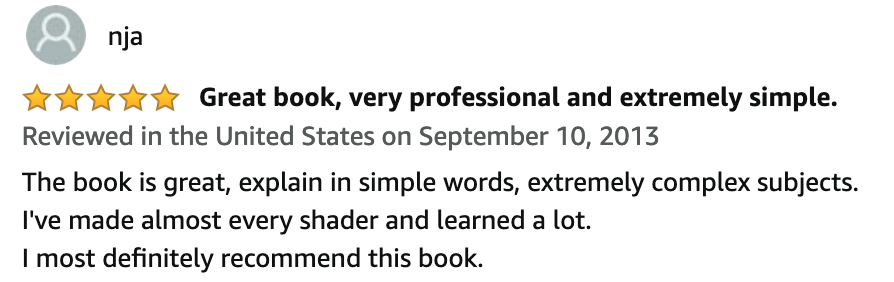 nja
Great book, very professional and extremely simple.
Reviewed in the United States on September 10, 2013
The book is great, explain in simple words, extremely complex subjects.
I've made almost every shader and learned a lot.
I most definitely recommend this book.